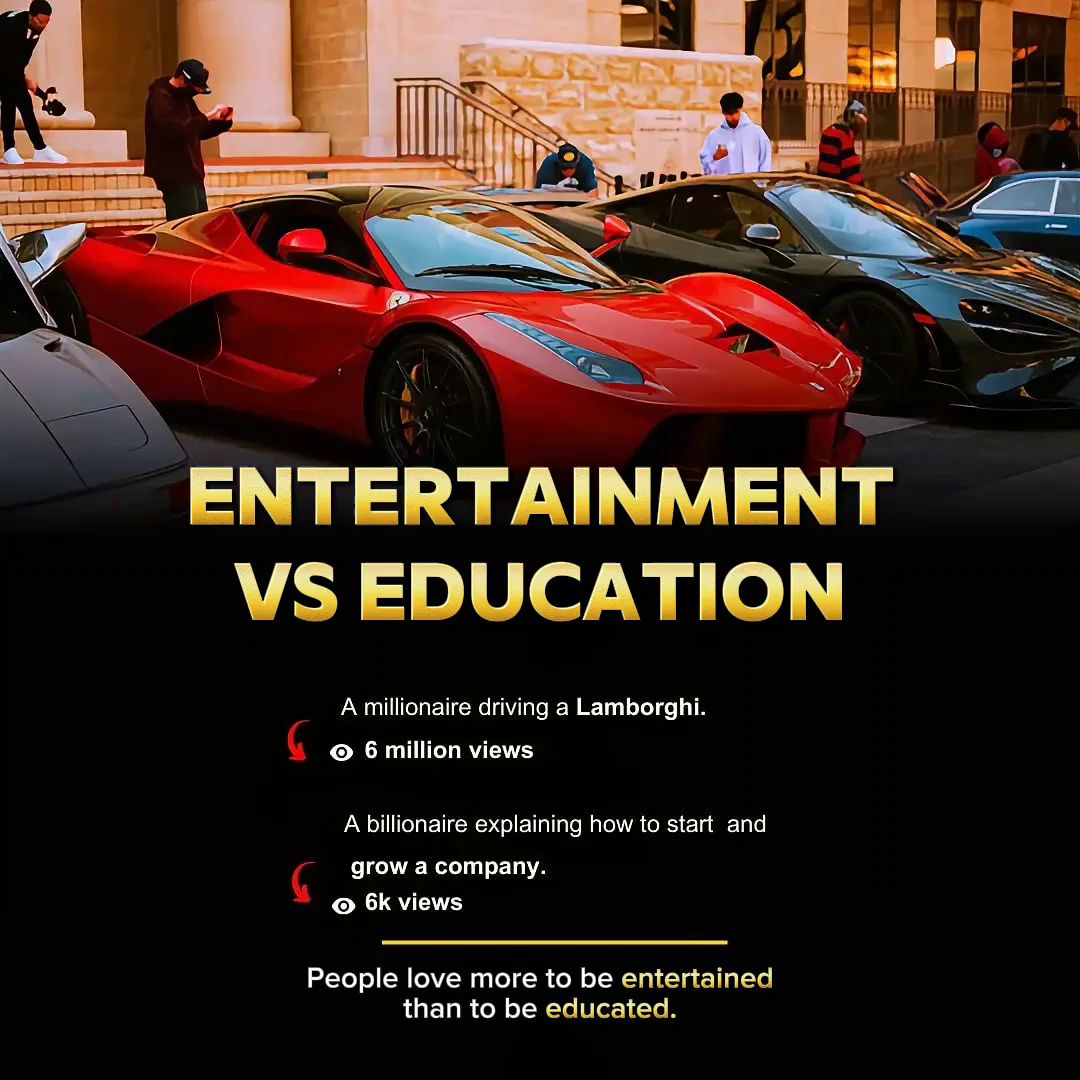 ENTERTAINMENT
VS EDUCATION
A millionaire driving a Lamborghi.
6 million views
A billionaire explaining how to start and
grow a company.
6k views
People love more to be entertained
than to be educated.